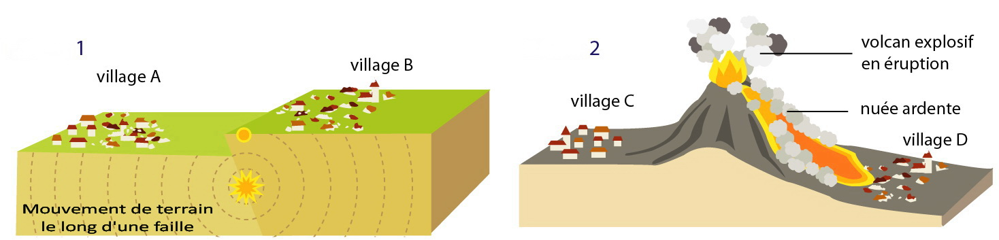 1
village A
village B
Mouvement de terrain
le long d'une faille
2
volcan explosif
en éruption
village C
nuée ardente
village D